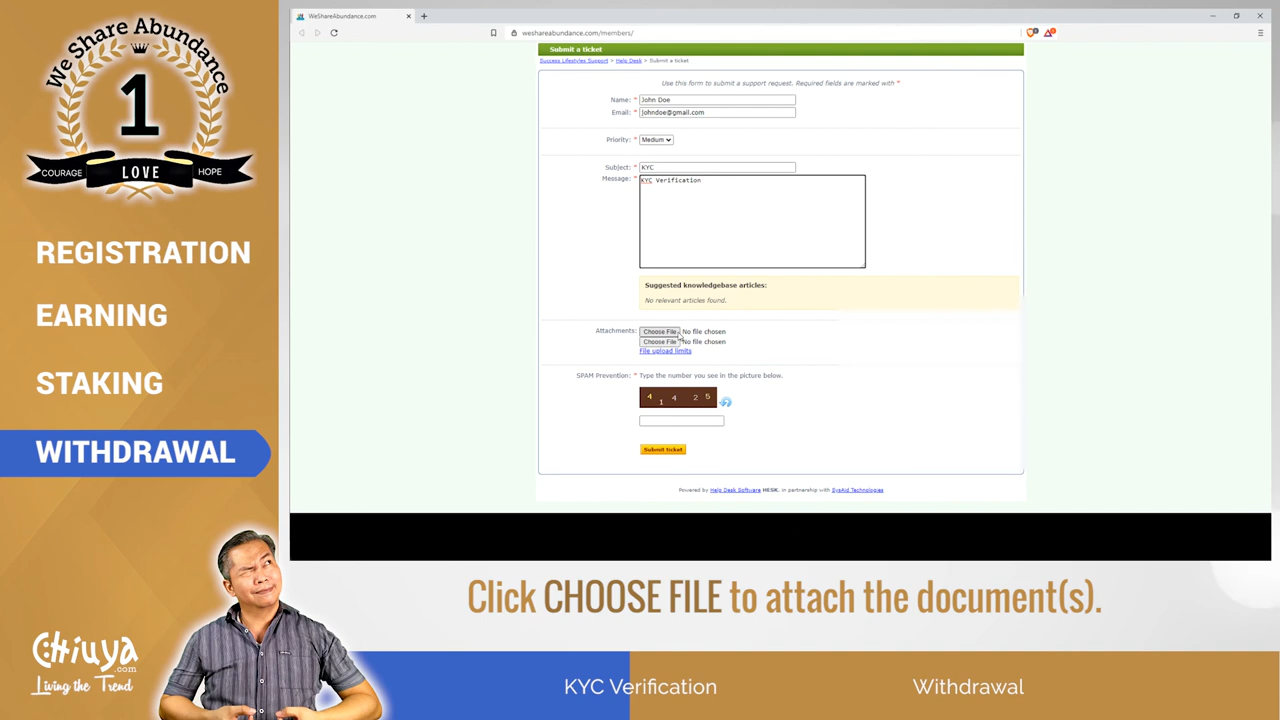 We Share Abundance
1
COURAGE LOVE HOPE
REGISTRATION
EARNING
STAKING
WITHDRAWAL
Chiuya
.com
Living the Trend
WeShareAbundance.com
weshareabundance.com/members/
Submit a ticket
Success Lifestyles Support > Help Desk > Submit a ticket
Use this form to submit a support request. Required fields are marked with *
Name: * John Doe
Email: * johndoe@gmail.com
Priority: * Medium
Subject: * KYC
Message: * KYC Verification
Suggested knowledgebase articles:
No relevant articles found.
Attachments: Choose File No file chosen
Choose File No file chosen
File upload limits
SPAM Prevention: * Type the number you see in the picture below.
4 1 4 2 5
Submit ticket
Powered by Help Desk Software HESK, in partnership with SysAid Technologies
Click CHOOSE FILE to attach the document(s).
KYC Verification Withdrawal